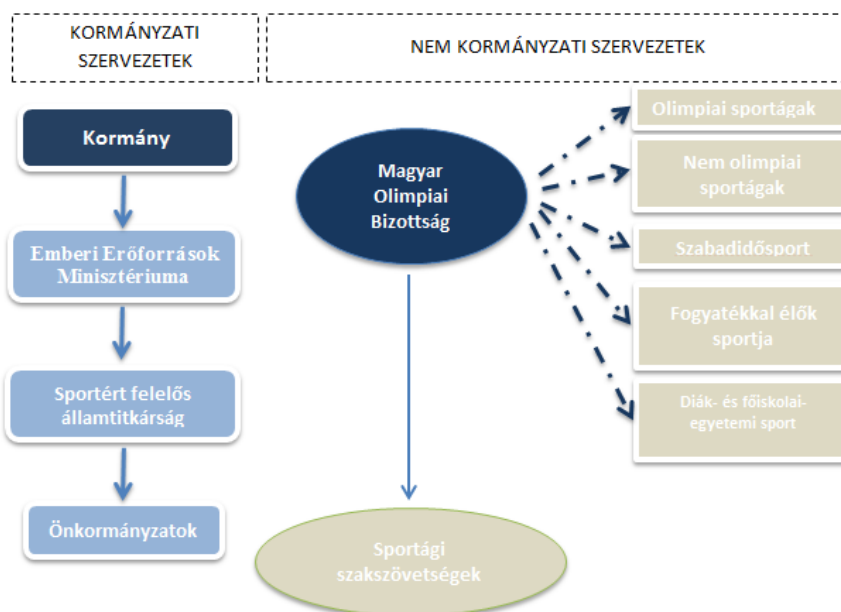 KORMÁNYZATI
SZERVEZETEK
NEM KORMÁNYZATI SZERVEZETEK
Kormány
Emberi Erőforrások
Minisztériuma
Sportért felelős
államtitkárság
Önkormányzatok
Magyar
Olimpiai
Bizottság
Sportági
szakszövetségek
Olimpiai sportágak
Nem olimpiai
sportágak
Szabadidősport
Fogyatékkal élők
sportja
Diák- és főiskolai-
egyetemi sport